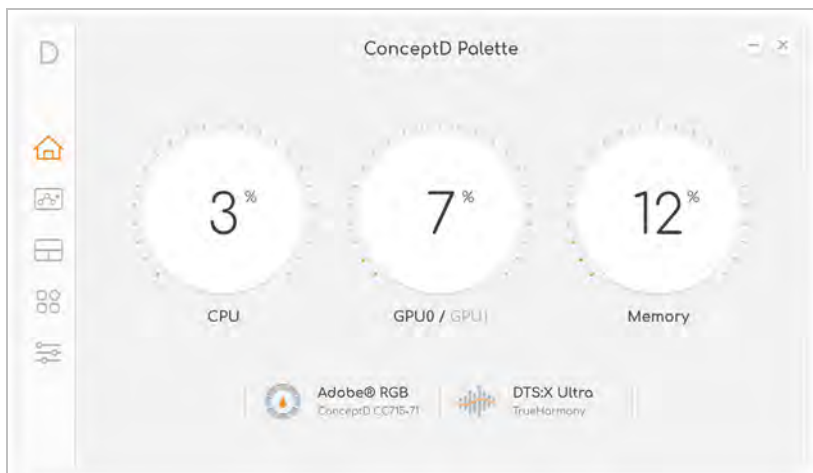 D
ConceptD Palette
3 %
7 %
12 %
CPU
GPU0 / GPU1
Memory
Adobe® RGB
ConceptD CC715-71
DTS:X Ultra
TrueHarmony